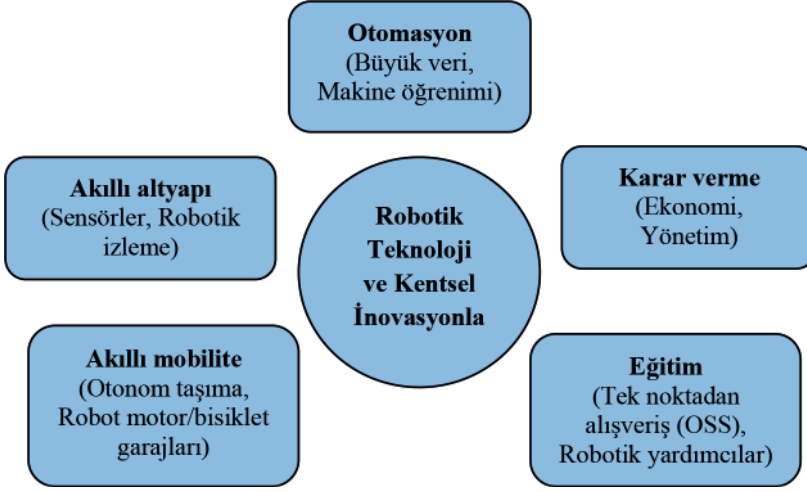 Otomasyon
(Büyük veri,
Makine öğrenimi)
Akıllı altyapı
(Sensörler, Robotik
izleme)
Robotik
Teknoloji
ve Kentsel
İnovasyonla
Karar verme
(Ekonomi,
Yönetim)
Akıllı mobilite
(Otonom taşıma,
Robot motor/bisiklet
garajları)
Eğitim
(Tek noktadan
alışveriş (OSS),
Robotik yardımcılar)